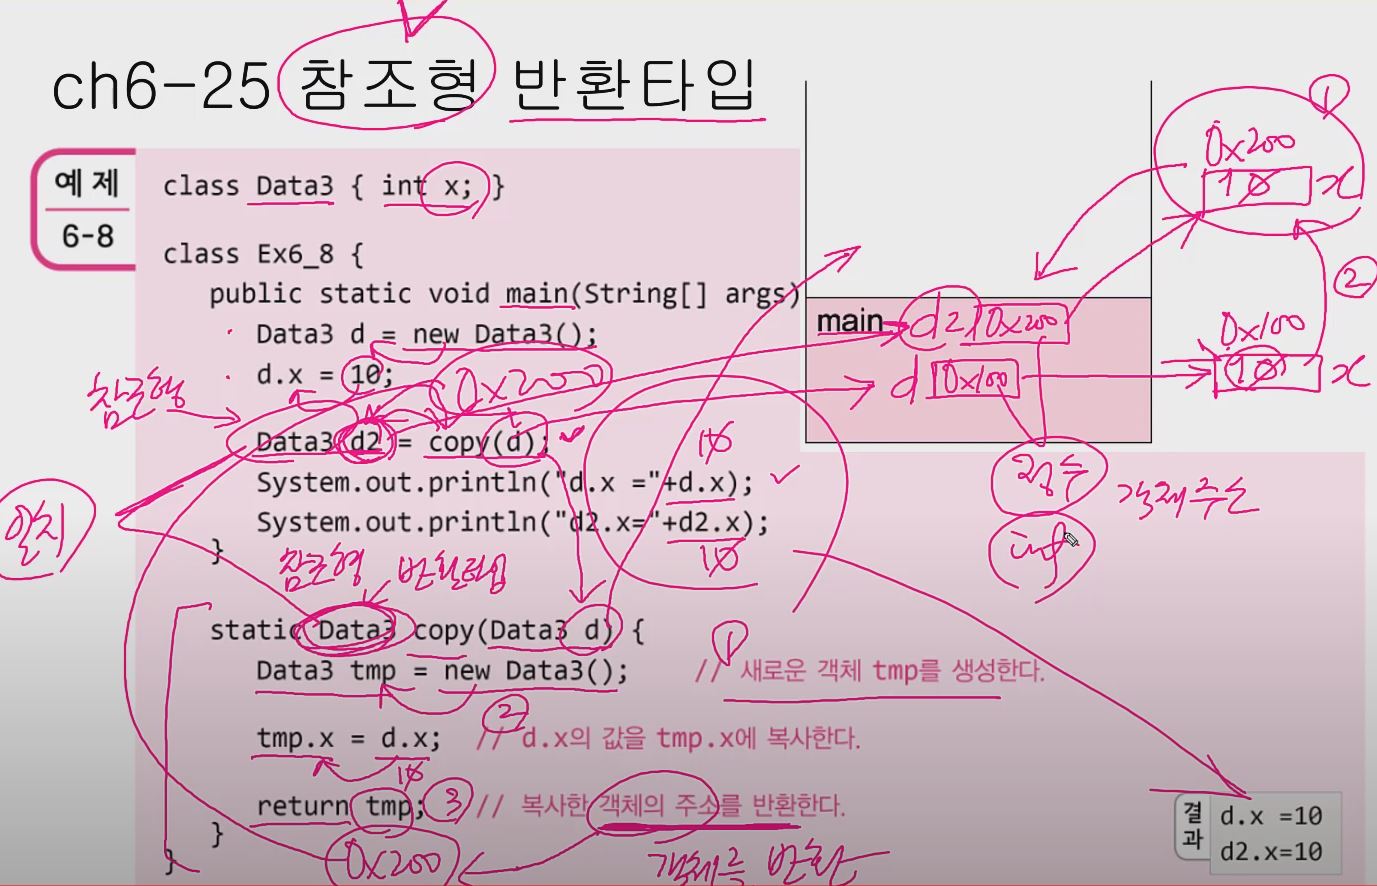 ch6-25 참조형 반환타입
예제
6-8
class Data3 { int x; }
class Ex6_8 {
public static void main(String[] args)
Data3 d = new Data3();
d.x = 10;
Data3 d2 = copy(d);
System.out.println("d.x ="+d.x);
System.out.println("d2.x="+d2.x);
}
static Data3 copy(Data3 d) {
Data3 tmp = new Data3(); // 새로운 객체 tmp를 생성한다.
tmp.x = d.x; // d.x의 값을 tmp.x에 복사한다.
return tmp; // 복사한 객체의 주소를 반환한다.
}
}
main
d2 0x200
d 0x100
①
0x200
10 x
②
0x100
10 x
참조형
0x200
10
10
일치
참조형 반환타입
정수 객체주소
int
①
②
10
③
0x200
객체를 반환
결과
d.x =10
d2.x=10